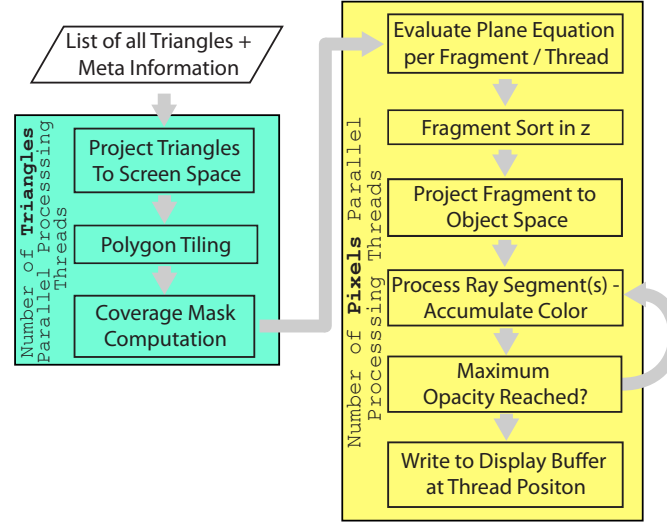 List of all Triangles +
Meta Information
Number of Triangles
Parallel Processsing
Threads
Project Triangles
To Screen Space
Polygon Tiling
Coverage Mask
Computation
Number of Pixels Parallel
Processsing Threads
Evaluate Plane Equation
per Fragment / Thread
Fragment Sort in z
Project Fragment to
Object Space
Process Ray Segment(s) -
Accumulate Color
Maximum
Opacity Reached?
Write to Display Buffer
at Thread Positon